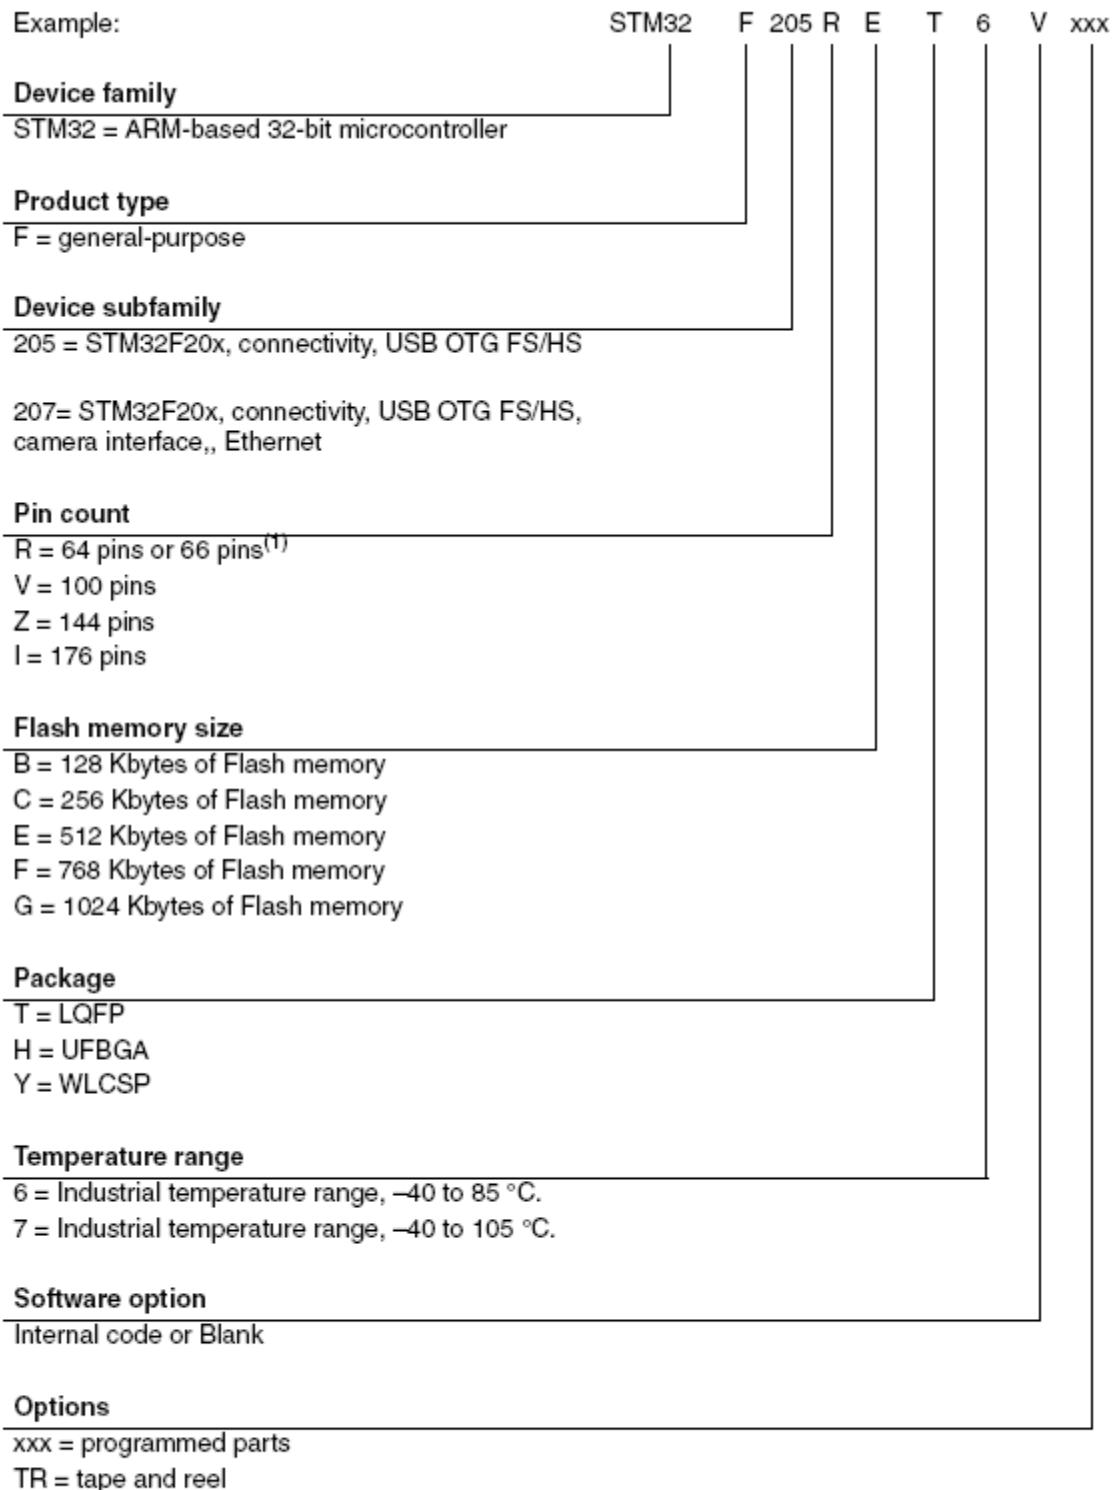 Example: STM32 F 205 R E T 6 V xxx
Device family
STM32 = ARM-based 32-bit microcontroller
Product type
F = general-purpose
Device subfamily
205 = STM32F20x, connectivity, USB OTG FS/HS
207= STM32F20x, connectivity, USB OTG FS/HS,
camera interface,, Ethernet
Pin count
R = 64 pins or 66 pins(1)
V = 100 pins
Z = 144 pins
I = 176 pins
Flash memory size
B = 128 Kbytes of Flash memory
C = 256 Kbytes of Flash memory
E = 512 Kbytes of Flash memory
F = 768 Kbytes of Flash memory
G = 1024 Kbytes of Flash memory
Package
T = LQFP
H = UFBGA
Y = WLCSP
Temperature range
6 = Industrial temperature range, –40 to 85 °C.
7 = Industrial temperature range, –40 to 105 °C.
Software option
Internal code or Blank
Options
xxx = programmed parts
TR = tape and reel